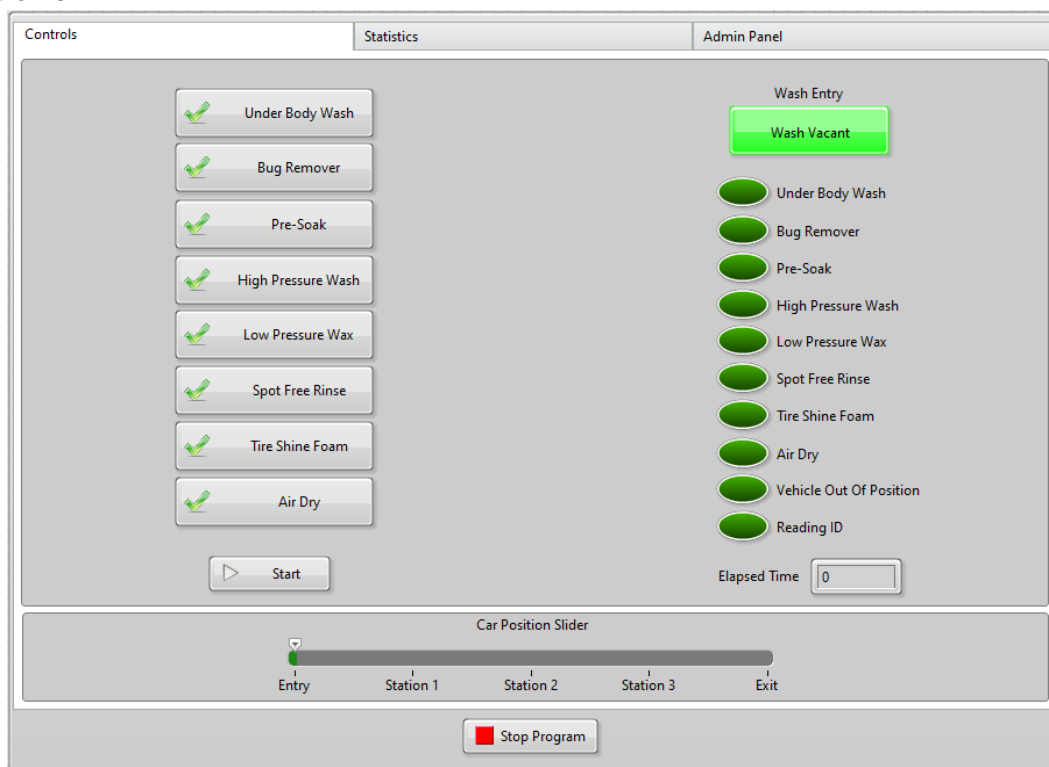 Controls
Statistics
Admin Panel
Under Body Wash
Bug Remover
Pre-Soak
High Pressure Wash
Low Pressure Wax
Spot Free Rinse
Tire Shine Foam
Air Dry
Start
Wash Entry
Wash Vacant
Under Body Wash
Bug Remover
Pre-Soak
High Pressure Wash
Low Pressure Wax
Spot Free Rinse
Tire Shine Foam
Air Dry
Vehicle Out Of Position
Reading ID
Elapsed Time 0
Car Position Slider
Entry Station 1 Station 2 Station 3 Exit
Stop Program